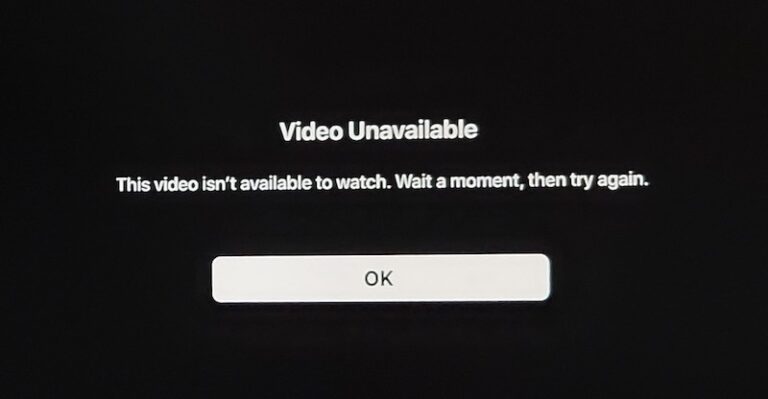 Video Unavailable
This video isn't available to watch. Wait a moment, then try again.
OK